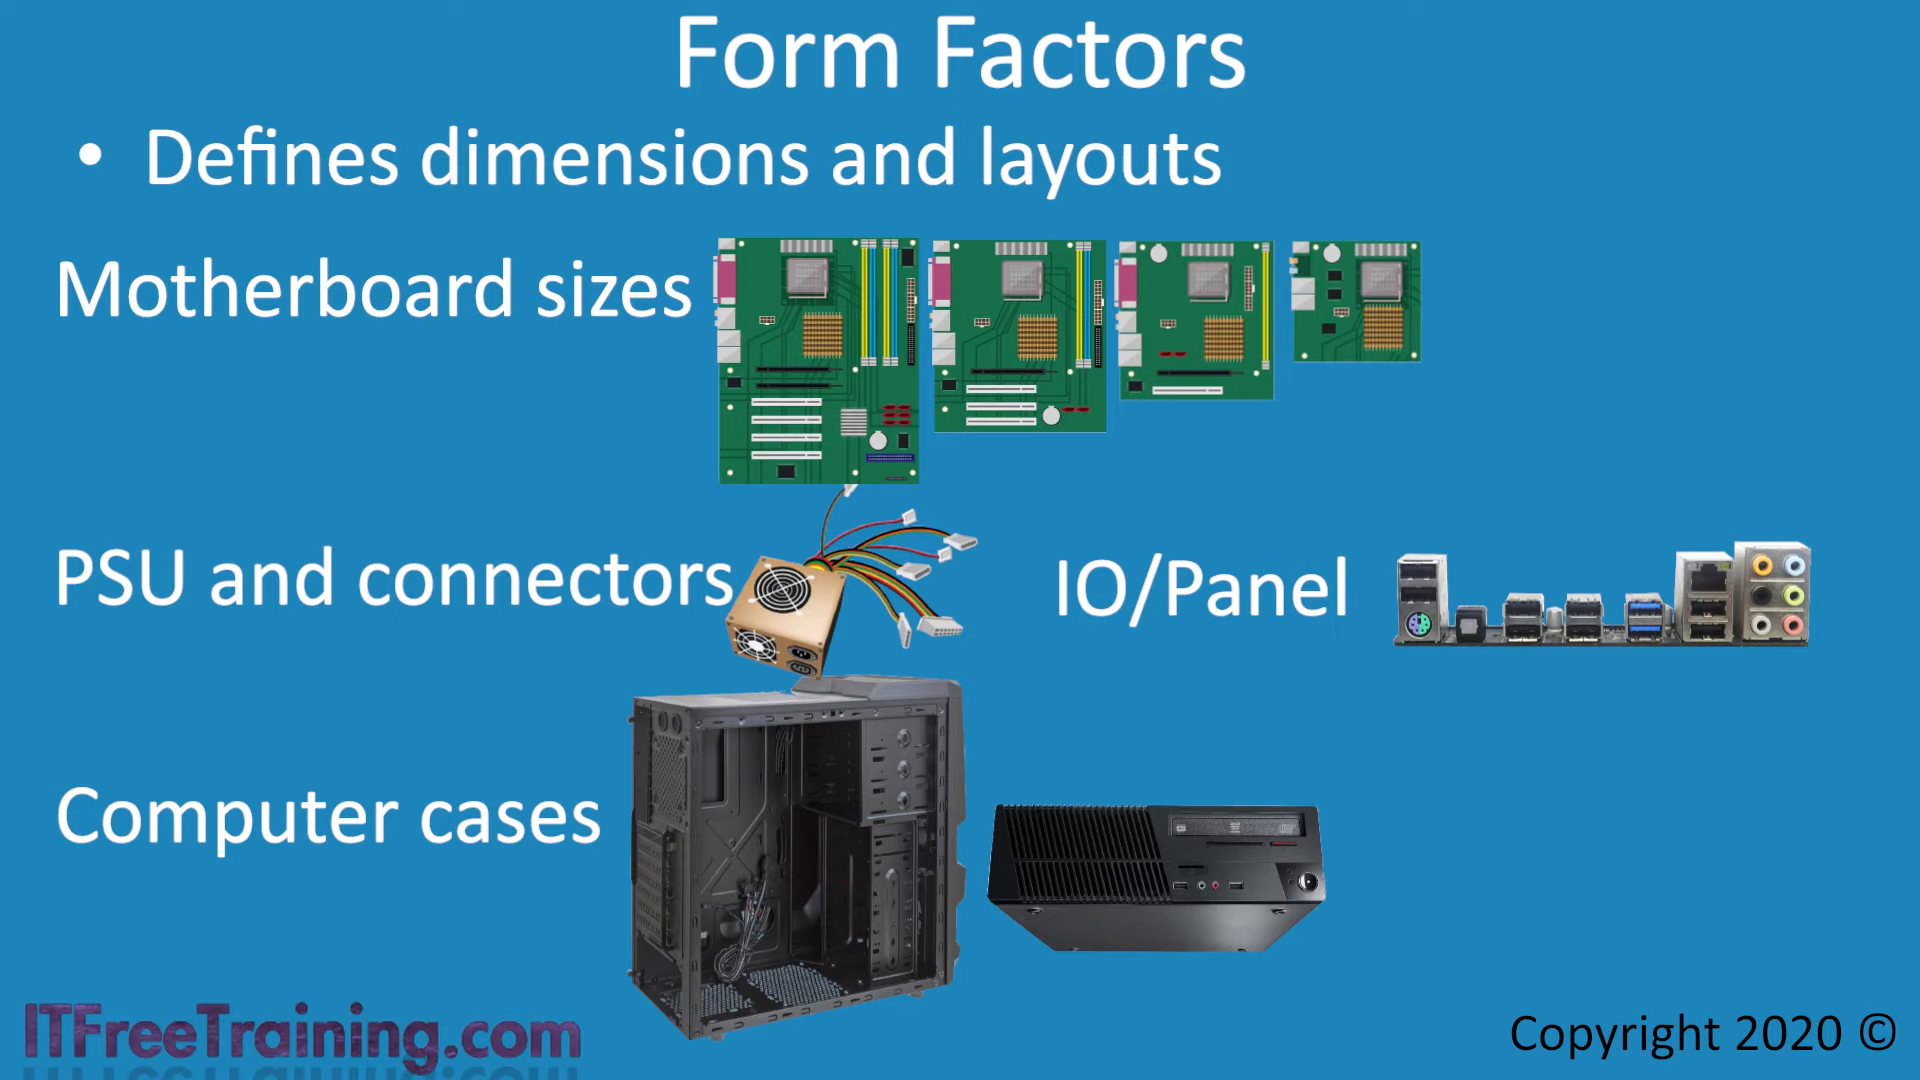 Form Factors
• Defines dimensions and layouts
Motherboard sizes
PSU and connectors
IO/Panel
Computer cases
ITFreeTraining.com
Copyright 2020 ©